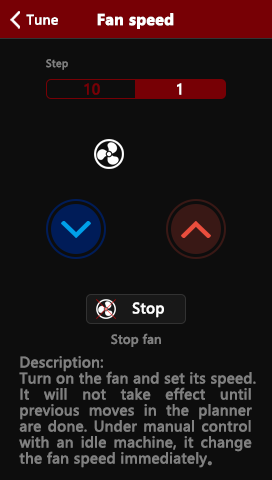 Tune
Fan speed
Step
10 1
Stop
Stop fan
Description:
Turn on the fan and set its speed.
It will not take effect until
previous moves in the planner
are done. Under manual control
with an idle machine, it change
the fan speed immediately。